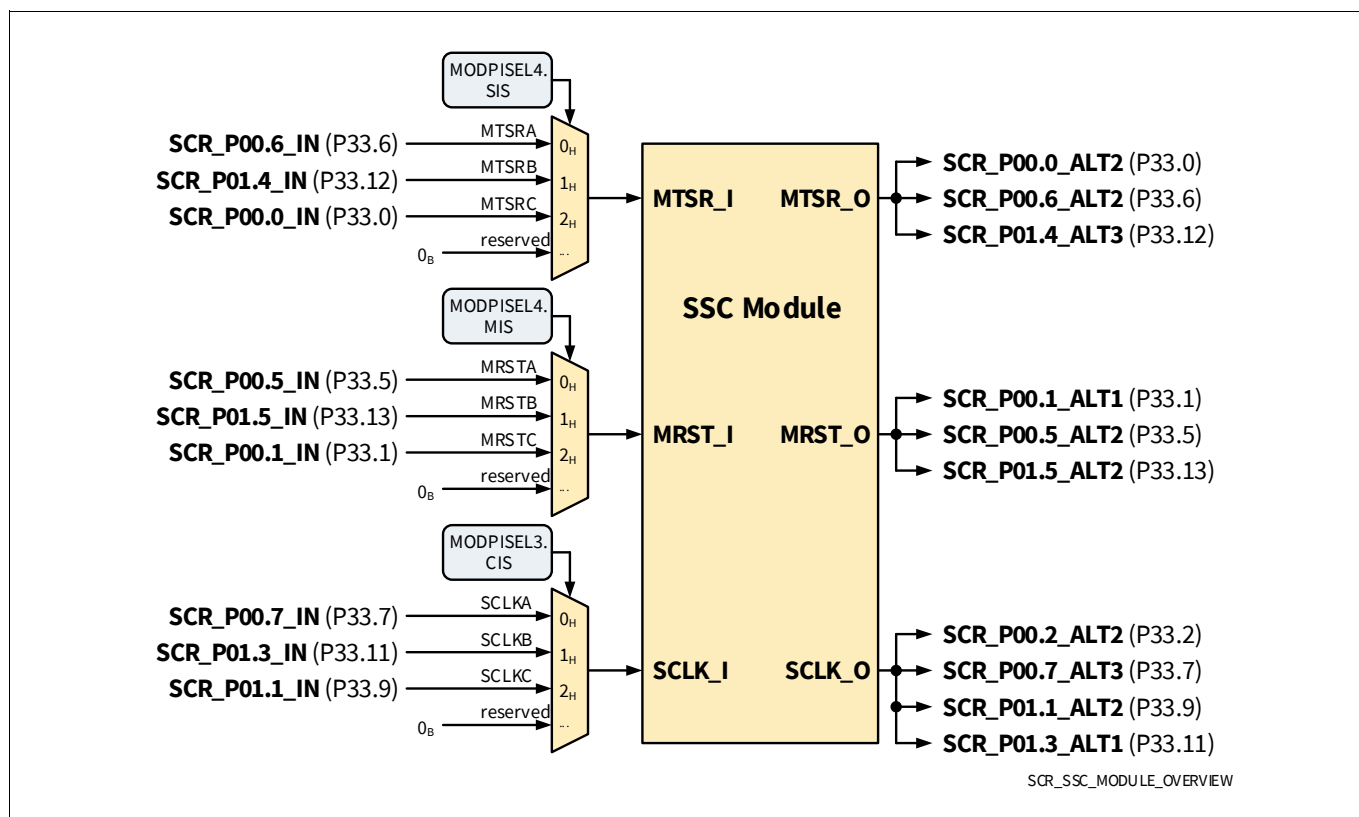 MODPISEL4.
SIS
SCR_P00.6_IN (P33.6)
MTSRA
0H
SCR_P01.4_IN (P33.12)
MTSRB
1H
SCR_P00.0_IN (P33.0)
MTSRC
2H
0B
reserved
...
MTSR_I
MTSR_O
SCR_P00.0_ALT2 (P33.0)
SCR_P00.6_ALT2 (P33.6)
SCR_P01.4_ALT3 (P33.12)
SSC Module
MODPISEL4.
MIS
SCR_P00.5_IN (P33.5)
MRSTA
0H
SCR_P01.5_IN (P33.13)
MRSTB
1H
SCR_P00.1_IN (P33.1)
MRSTC
2H
0B
reserved
...
MRST_I
MRST_O
SCR_P00.1_ALT1 (P33.1)
SCR_P00.5_ALT2 (P33.5)
SCR_P01.5_ALT2 (P33.13)
MODPISEL3.
CIS
SCR_P00.7_IN (P33.7)
SCLKA
0H
SCR_P01.3_IN (P33.11)
SCLKB
1H
SCR_P01.1_IN (P33.9)
SCLKC
2H
0B
reserved
...
SCLK_I
SCLK_O
SCR_P00.2_ALT2 (P33.2)
SCR_P00.7_ALT3 (P33.7)
SCR_P01.1_ALT2 (P33.9)
SCR_P01.3_ALT1 (P33.11)
SCR_SSC_MODULE_OVERVIEW